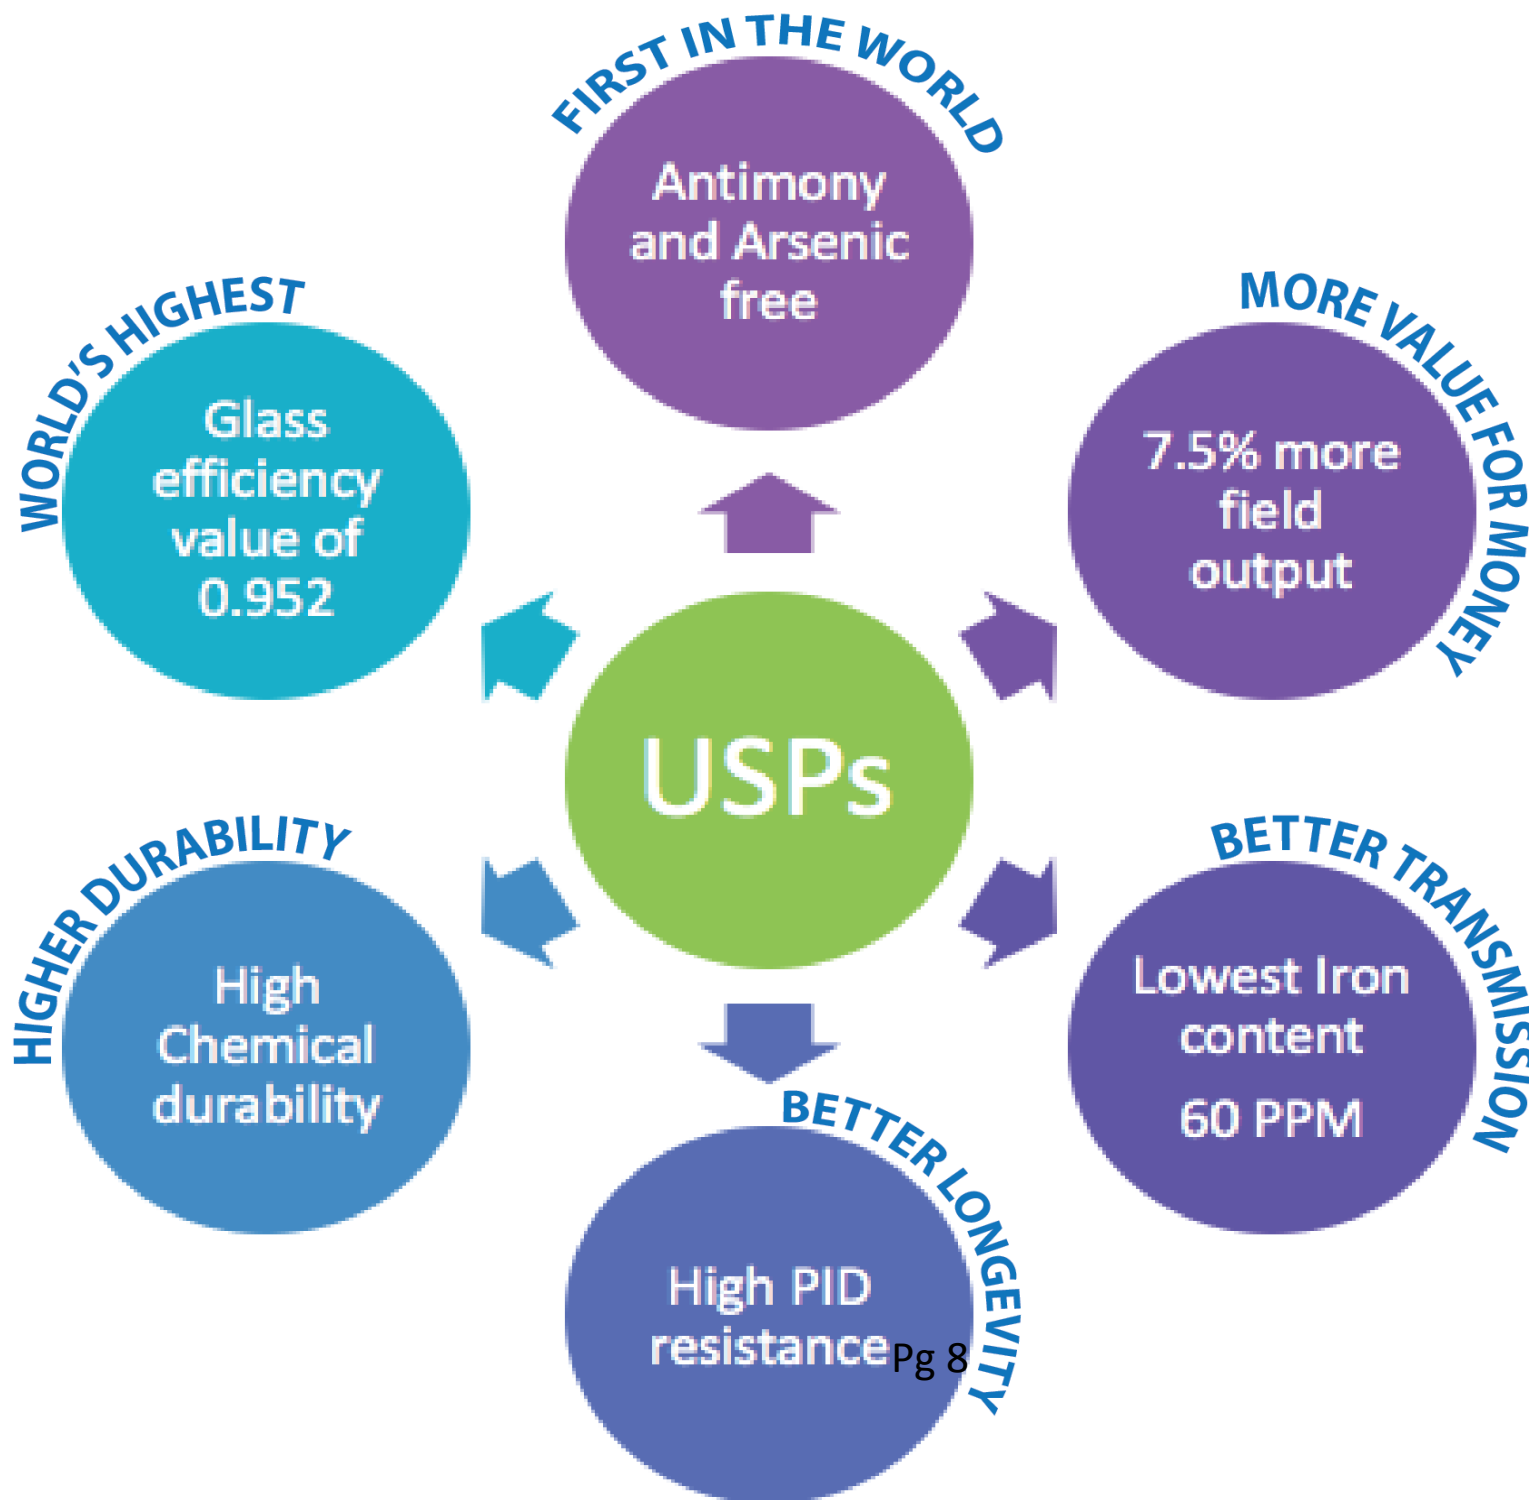 FIRST IN THE WORLD
Antimony
and Arsenic
free
MORE VALUE FOR MONEY
7.5% more
field
output
BETTER TRANSMISSION
Lowest Iron
content
60 PPM
BETTER LONGEVITY
High PID
resistance
Pg 8
HIGHER DURABILITY
High
Chemical
durability
WORLD'S HIGHEST
Glass
efficiency
value of
0.952
USPs